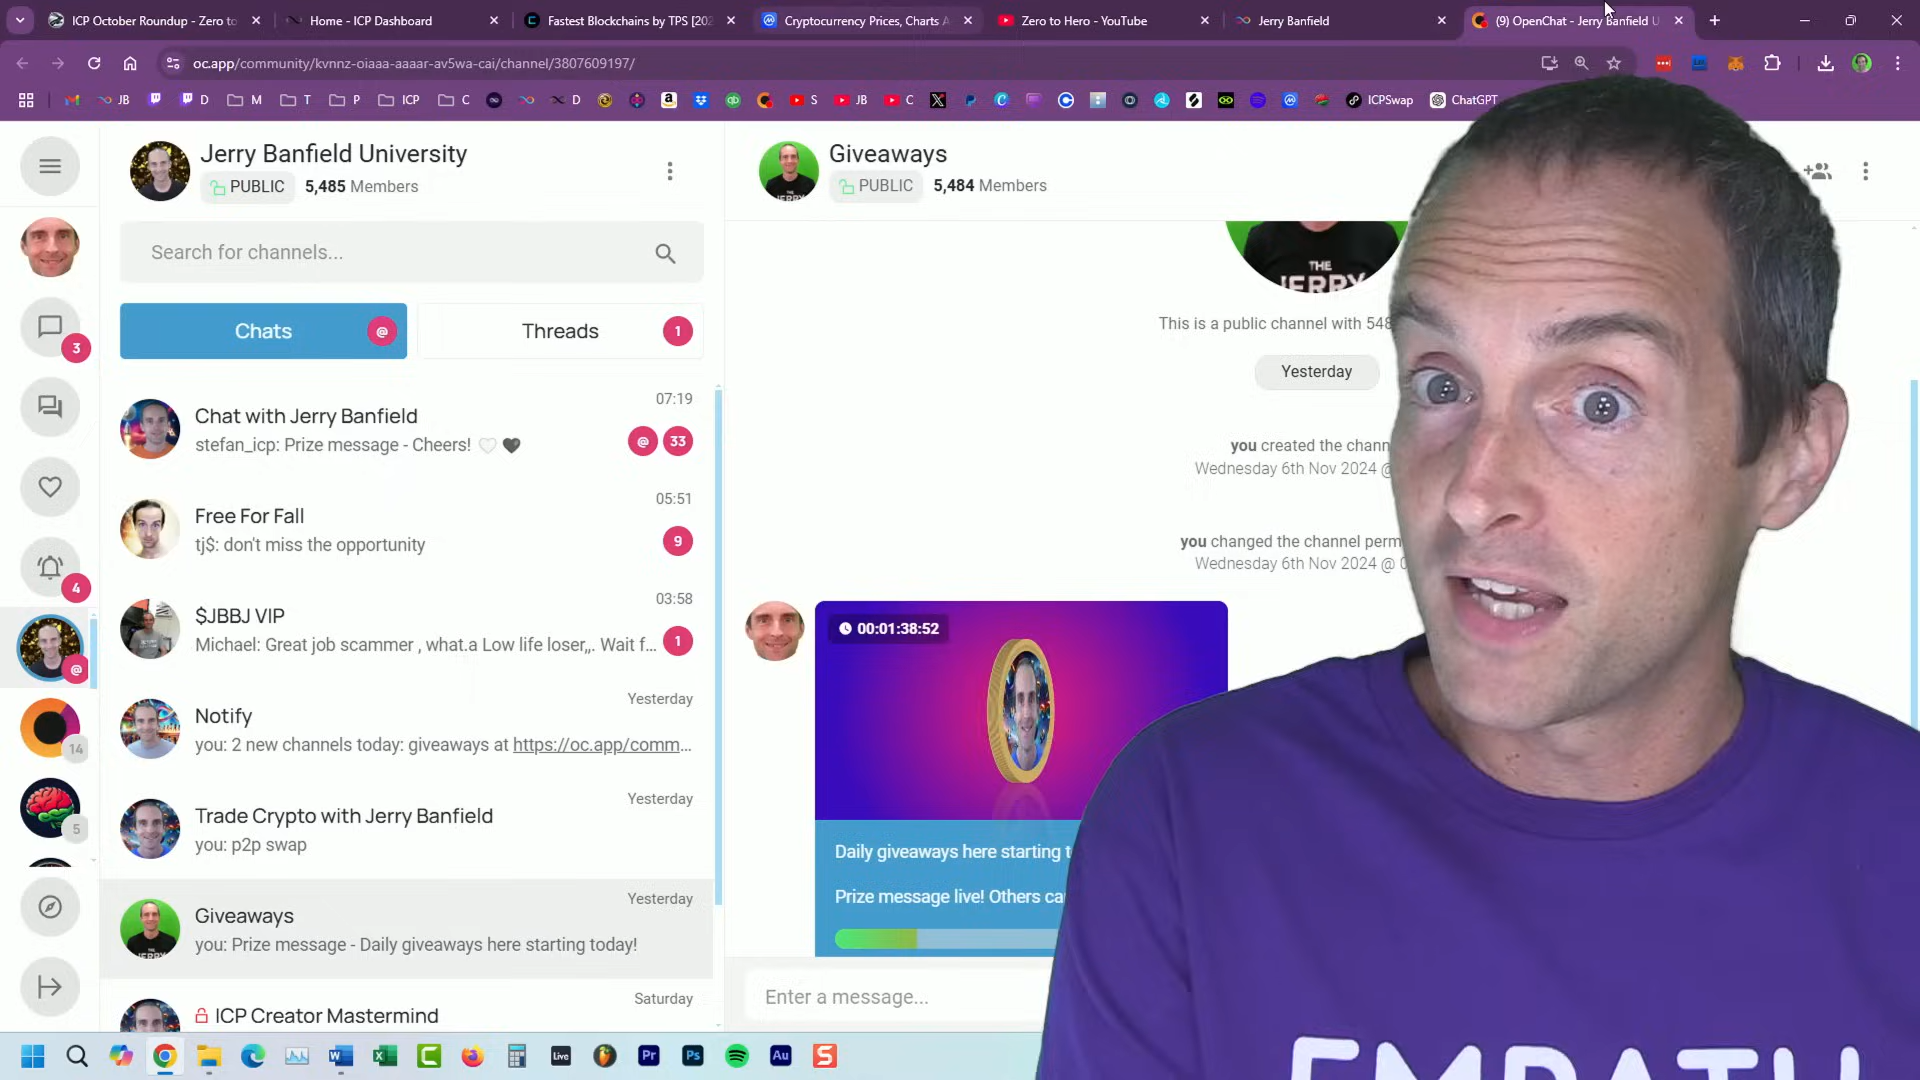 ICP October Roundup - Zero to
Home - ICP Dashboard
Fastest Blockchains by TPS [202
Cryptocurrency Prices, Charts A
Zero to Hero - YouTube
Jerry Banfield
(9) OpenChat - Jerry Banfield U
oc.app/community/kvnnz-oiaaa-aaaar-av5wa-cai/channel/3807609197/
JB
D
M
T
P
ICP
C
D
S
JB
C
ICPSwap
ChatGPT
Jerry Banfield University
PUBLIC
5,485 Members
Search for channels...
Chats
@
Threads
1
3
4
@
14
5
Chat with Jerry Banfield
07:19
stefan_icp: Prize message - Cheers!
@
33
Free For Fall
05:51
tj$: don't miss the opportunity
9
$JBBJ VIP
03:58
Michael: Great job scammer , what.a Low life loser,,. Wait f...
1
Notify
Yesterday
you: 2 new channels today: giveaways at https://oc.app/comm...
Trade Crypto with Jerry Banfield
Yesterday
you: p2p swap
Giveaways
Yesterday
you: Prize message - Daily giveaways here starting today!
ICP Creator Mastermind
Saturday
Giveaways
PUBLIC
5,484 Members
THE
JERRY
This is a public channel with 548
Yesterday
you created the chann
Wednesday 6th Nov 2024 @
you changed the channel perm
Wednesday 6th Nov 2024 @ 0
00:01:38:52
Daily giveaways here starting t
Prize message live! Others ca
Enter a message...
Live
Pr
Ps
Au
S
EMPATH